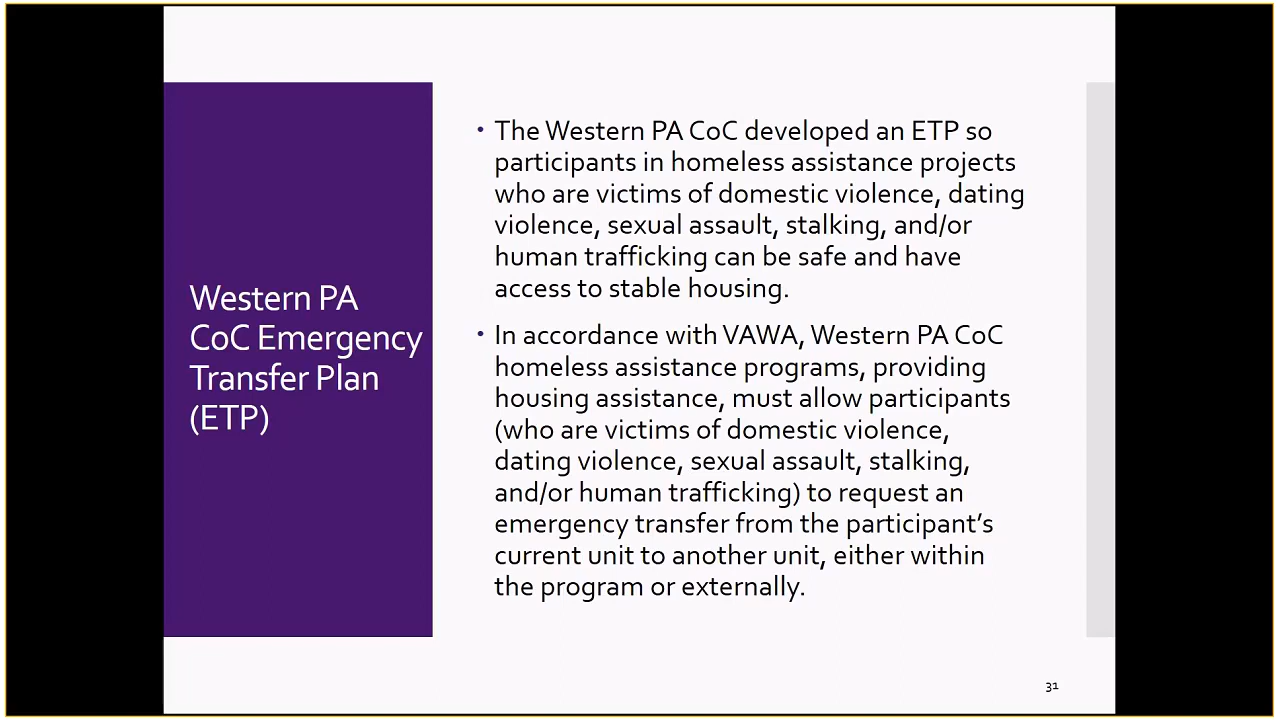 Western PA
CoC Emergency
Transfer Plan
(ETP)
• The Western PA CoC developed an ETP so
participants in homeless assistance projects
who are victims of domestic violence, dating
violence, sexual assault, stalking, and/or
human trafficking can be safe and have
access to stable housing.
• In accordance with VAWA, Western PA CoC
homeless assistance programs, providing
housing assistance, must allow participants
(who are victims of domestic violence,
dating violence, sexual assault, stalking,
and/or human trafficking) to request an
emergency transfer from the participant’s
current unit to another unit, either within
the program or externally.
31